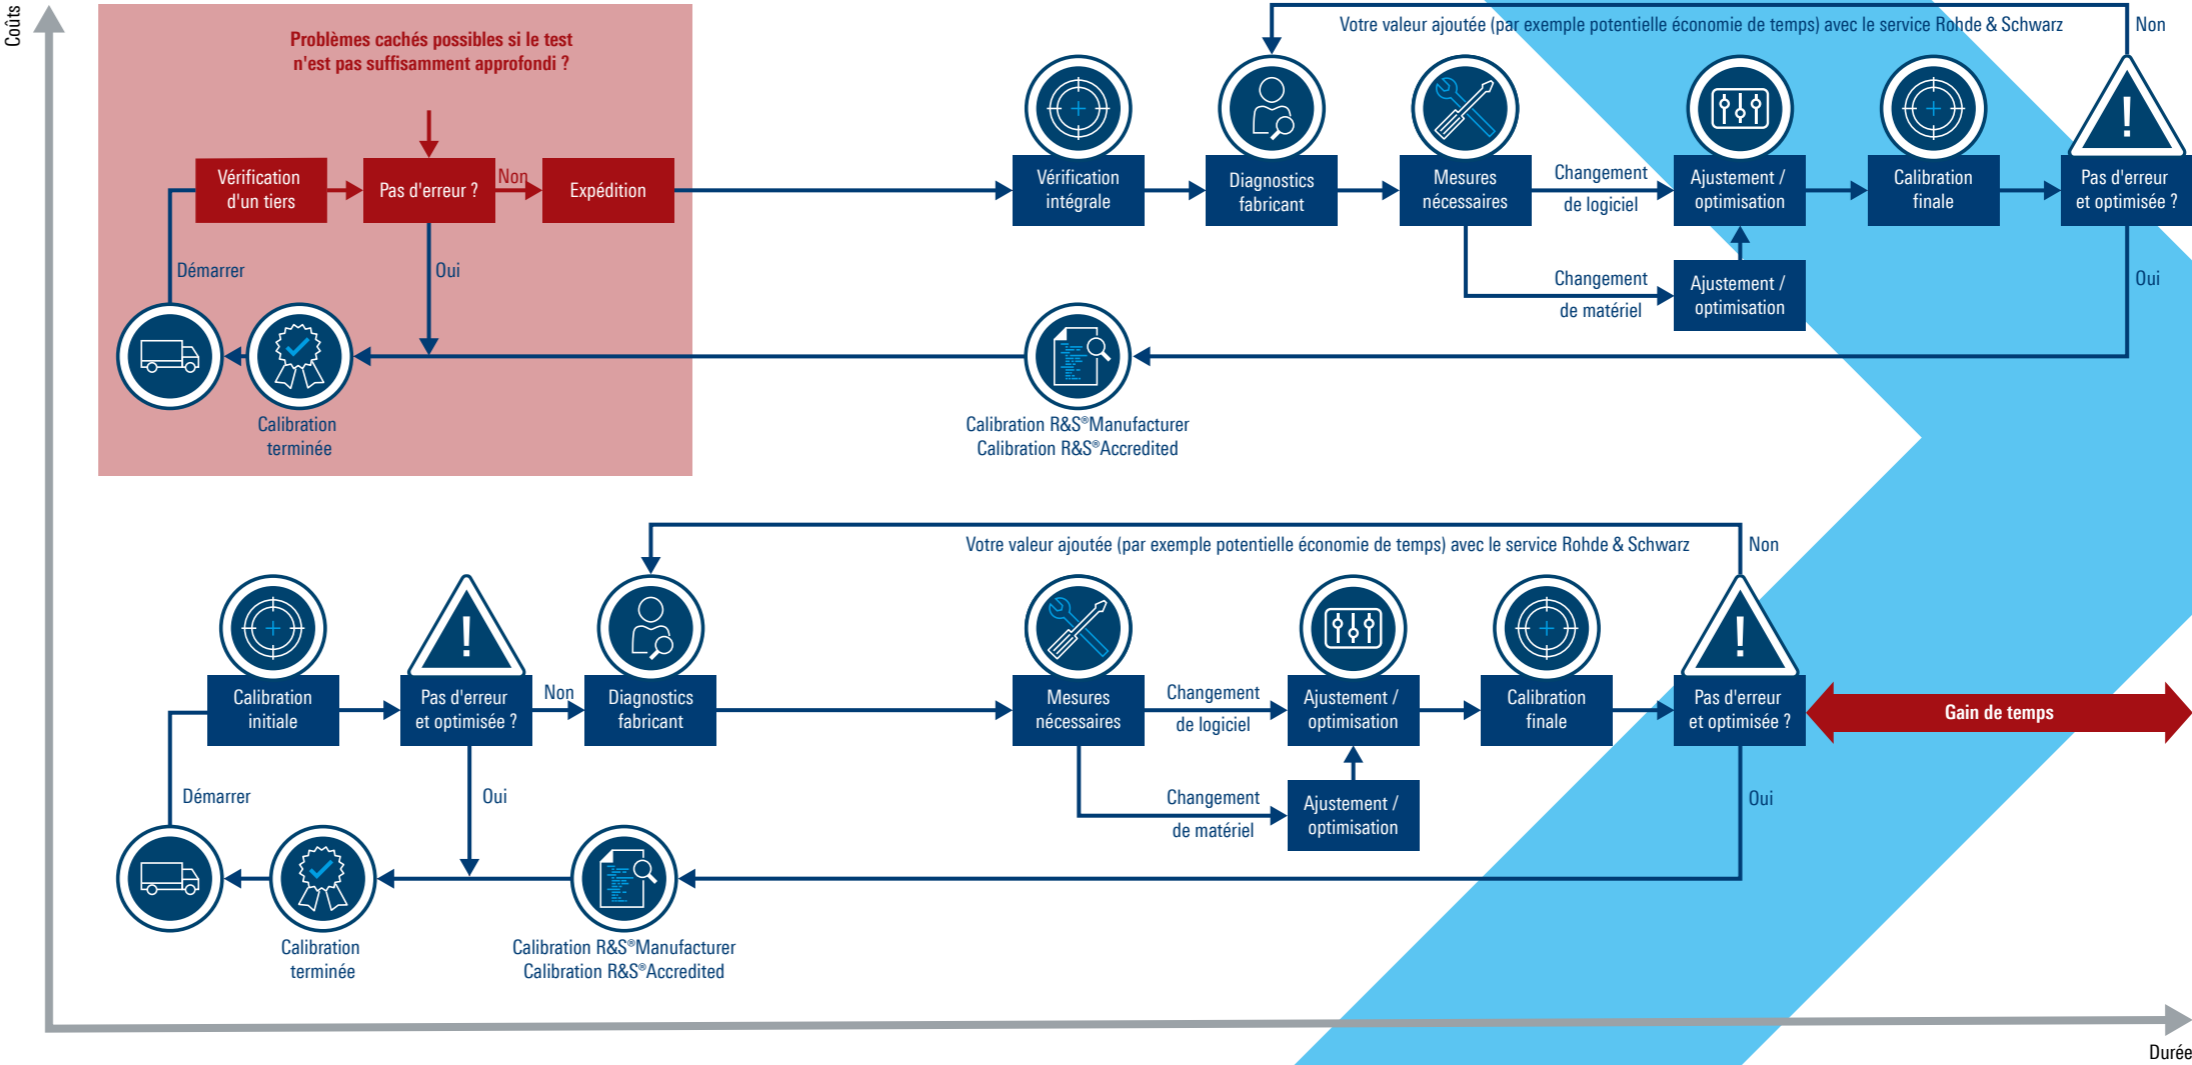 Coûts
Problèmes cachés possibles si le test
n'est pas suffisamment approfondi ?
Votre valeur ajoutée (par exemple potentielle économie de temps) avec le service Rohde & Schwarz
Non
Vérification
d'un tiers
Pas d'erreur ?
Non
Expédition
Vérification
intégrale
Diagnostics
fabricant
Mesures
nécessaires
Changement
de logiciel
Ajustement /
optimisation
Calibration
finale
Pas d'erreur
et optimisée ?
Démarrer
Oui
Changement
de matériel
Ajustement /
optimisation
Oui
Calibration
terminée
Calibration R&S®Manufacturer
Calibration R&S®Accredited
Votre valeur ajoutée (par exemple potentielle économie de temps) avec le service Rohde & Schwarz
Non
Calibration
initiale
Pas d'erreur
et optimisée ?
Non
Diagnostics
fabricant
Mesures
nécessaires
Changement
de logiciel
Ajustement /
optimisation
Calibration
finale
Pas d'erreur
et optimisée ?
Gain de temps
Démarrer
Oui
Changement
de matériel
Ajustement /
optimisation
Oui
Calibration
terminée
Calibration R&S®Manufacturer
Calibration R&S®Accredited
Durée